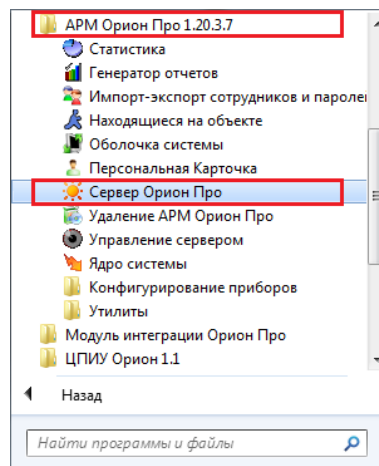 АРМ Орион Про 1.20.3.7
Статистика
Генератор отчетов
Импорт-экспорт сотрудников и пароле
Находящиеся на объекте
Оболочка системы
Персональная Карточка
Сервер Орион Про
Удаление АРМ Орион Про
Управление сервером
Ядро системы
Конфигурирование приборов
Утилиты
Модуль интеграции Орион Про
ЦПИУ Орион 1.1
Назад
Найти программы и файлы